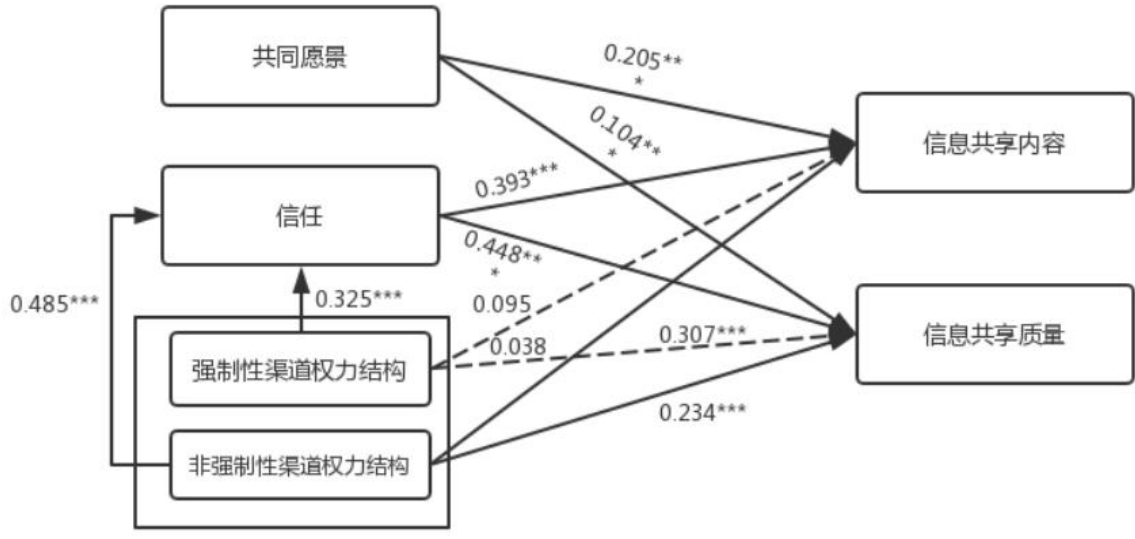 共同愿景
0.205**
*
0.104**
*
信息共享内容
0.393***
信任
0.448**
*
0.485***
0.325***
0.095
0.307***
0.038
信息共享质量
强制性渠道权力结构
0.234***
非强制性渠道权力结构